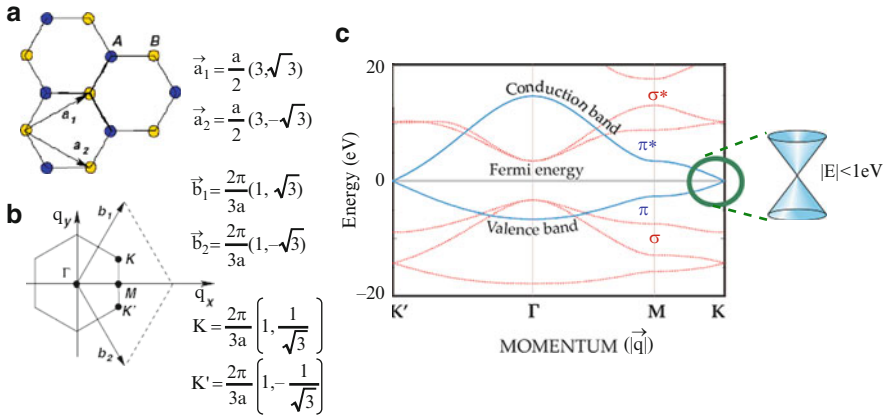 a
A B
a₁
a₂
a⃗₁ = a/2 (3,√3)
a⃗₂ = a/2 (3,-√3)
b⃗₁ = 2π/3a (1, √3)
b⃗₂ = 2π/3a (1,-√3)
b
q_y
b₁
Γ
K
M
K'
q_x
b₂
K = 2π/3a (1, 1/√3)
K' = 2π/3a (1,- 1/√3)
c
Energy (eV)
20
10
0
-10
-20
Conduction band
σ*
π*
Fermi energy
π
Valence band
σ
K' Γ M K
MOMENTUM (|q⃗|)
|E|<1eV